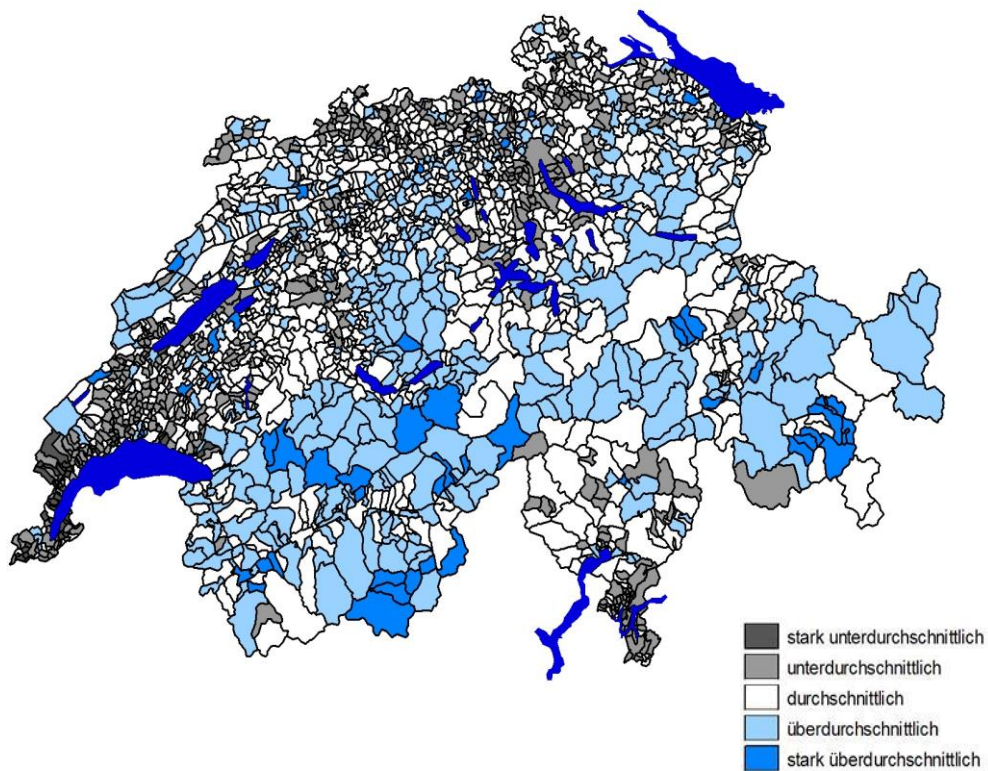 stark unterdurchschnittlich
unterdurchschnittlich
durchschnittlich
überdurchschnittlich
stark überdurchschnittlich